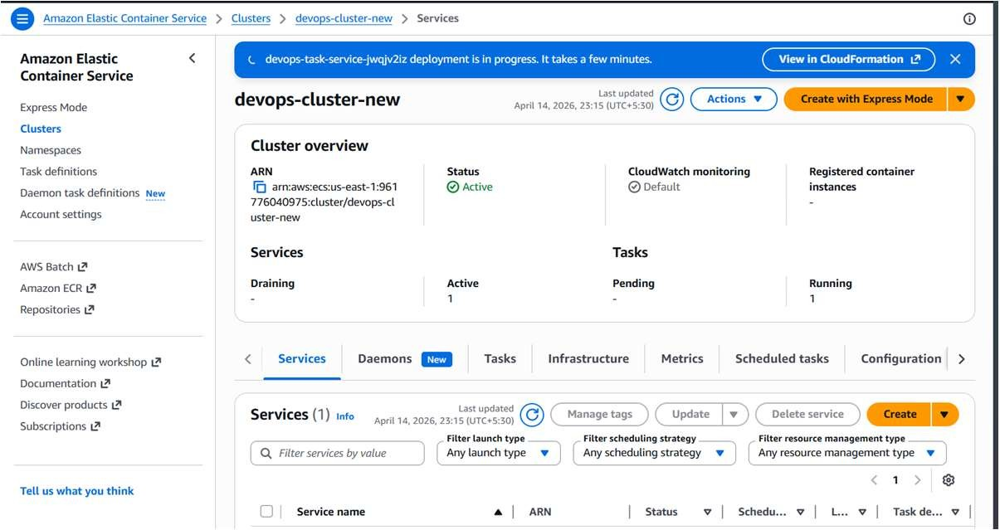 Amazon Elastic Container Service > Clusters > devops-cluster-new > Services
Amazon Elastic
Container Service
Express Mode
Clusters
Namespaces
Task definitions
Daemon task definitions New
Account settings
AWS Batch
Amazon ECR
Repositories
Online learning workshop
Documentation
Discover products
Subscriptions
Tell us what you think
devops-task-service-jwqjv2iz deployment is in progress. It takes a few minutes.
View in CloudFormation
devops-cluster-new
Last updated
April 14, 2026, 23:15 (UTC+5:30)
Actions
Create with Express Mode
Cluster overview
ARN
arn:aws:ecs:us-east-1:961
776040975:cluster/devops-cl
uster-new
Status
Active
CloudWatch monitoring
Default
Registered container
instances
-
Services
Tasks
Draining
-
Active
1
Pending
-
Running
1
Services
Daemons New
Tasks
Infrastructure
Metrics
Scheduled tasks
Configuration
Services (1) Info
Last updated
April 14, 2026, 23:15 (UTC+5:30)
Manage tags
Update
Delete service
Create
Filter services by value
Filter launch type
Any launch type
Filter scheduling strategy
Any scheduling strategy
Filter resource management type
Any resource management type
1
Service name
ARN
Status
Schedu...
L...
Task de...